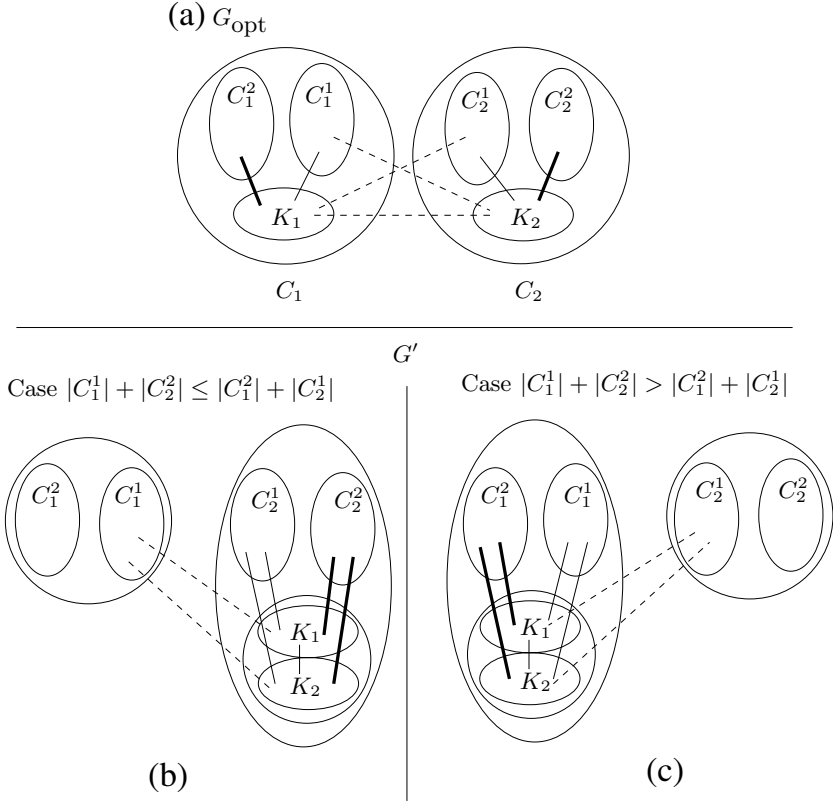 (a) G_opt
C_1^2 C_1^1 C_2^1 C_2^2
K_1 K_2
C_1 C_2
G′
Case |C_1^1| + |C_2^2| ≤ |C_1^2| + |C_2^1|
Case |C_1^1| + |C_2^2| > |C_1^2| + |C_2^1|
C_1^2 C_1^1 C_2^1 C_2^2
K_1
K_2
(b)
C_1^2 C_1^1 C_2^1 C_2^2
K_1
K_2
(c)